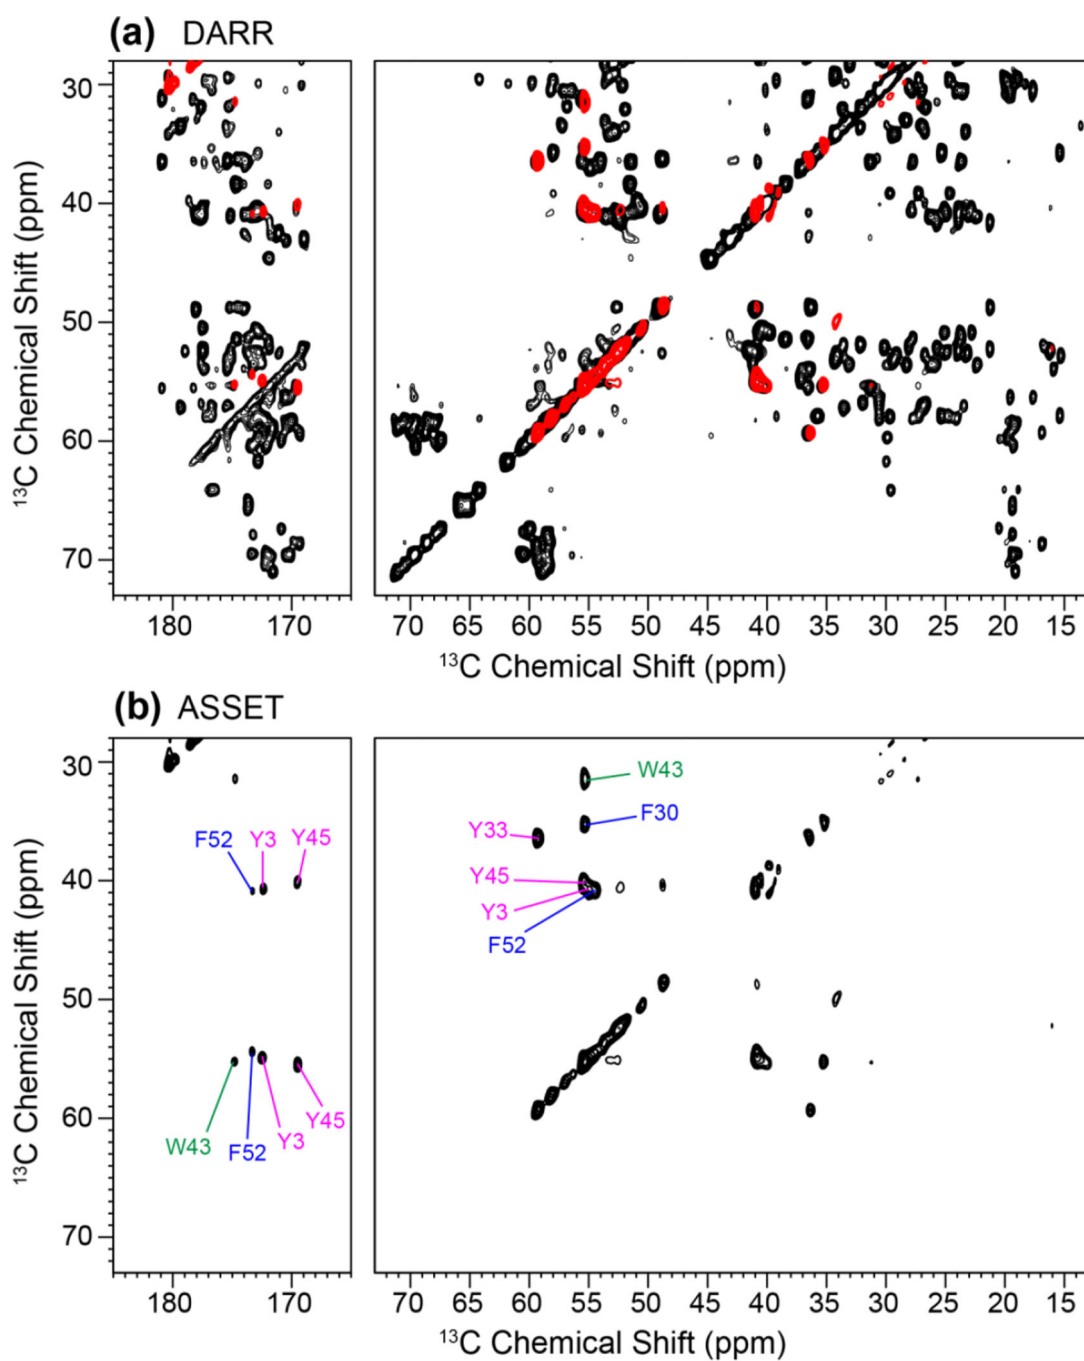 (a) DARR
30
40
50
60
70
13C Chemical Shift (ppm)
180 170 70 65 60 55 50 45 40 35 30 25 20 15
13C Chemical Shift (ppm)
(b) ASSET
30
40
50
60
70
13C Chemical Shift (ppm)
W43
F30
Y33
F52 Y3 Y45
Y45
Y3
F52
W43 F52 Y3 Y45
180 170 70 65 60 55 50 45 40 35 30 25 20 15
13C Chemical Shift (ppm)